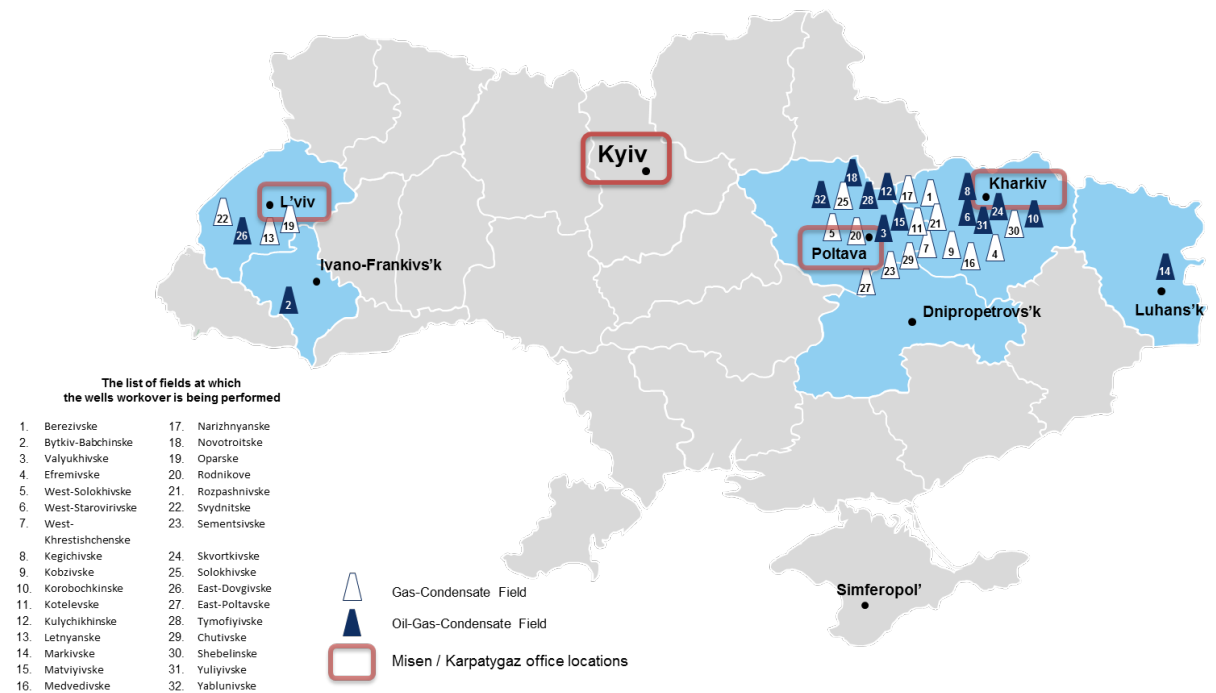 Kyiv
L'viv
Ivano-Frankivs'k
Kharkiv
Poltava
Dnipropetrovs'k
Luhans'k
Simferopol'
22
26
13
19
2
32
18
25
28
12
17
1
5
20
3
15
11
21
7
29
23
27
9
16
4
8
6
31
24
30
10
14
The list of fields at which
the wells workover is being performed
1. Berezivske
2. Bytkiv-Babchinske
3. Valyukhivske
4. Efremivske
5. West-Solokhivske
6. West-Starovirivske
7. West-
Khrestishchenske
8. Kegichivske
9. Kobzivske
10. Korobochkinske
11. Kotelevske
12. Kulychikhinske
13. Letnyanske
14. Markivske
15. Matviyivske
16. Medvedivske
17. Narizhnyanske
18. Novotroitske
19. Oparske
20. Rodnikove
21. Rozpashnivske
22. Svydnitske
23. Sementsivske
24. Skvortkivske
25. Solokhivske
26. East-Dovgivske
27. East-Poltavske
28. Tymofiyivske
29. Chutivske
30. Shebelinske
31. Yuliyivske
32. Yablunivske
Gas-Condensate Field
Oil-Gas-Condensate Field
Misen / Karpatygaz office locations